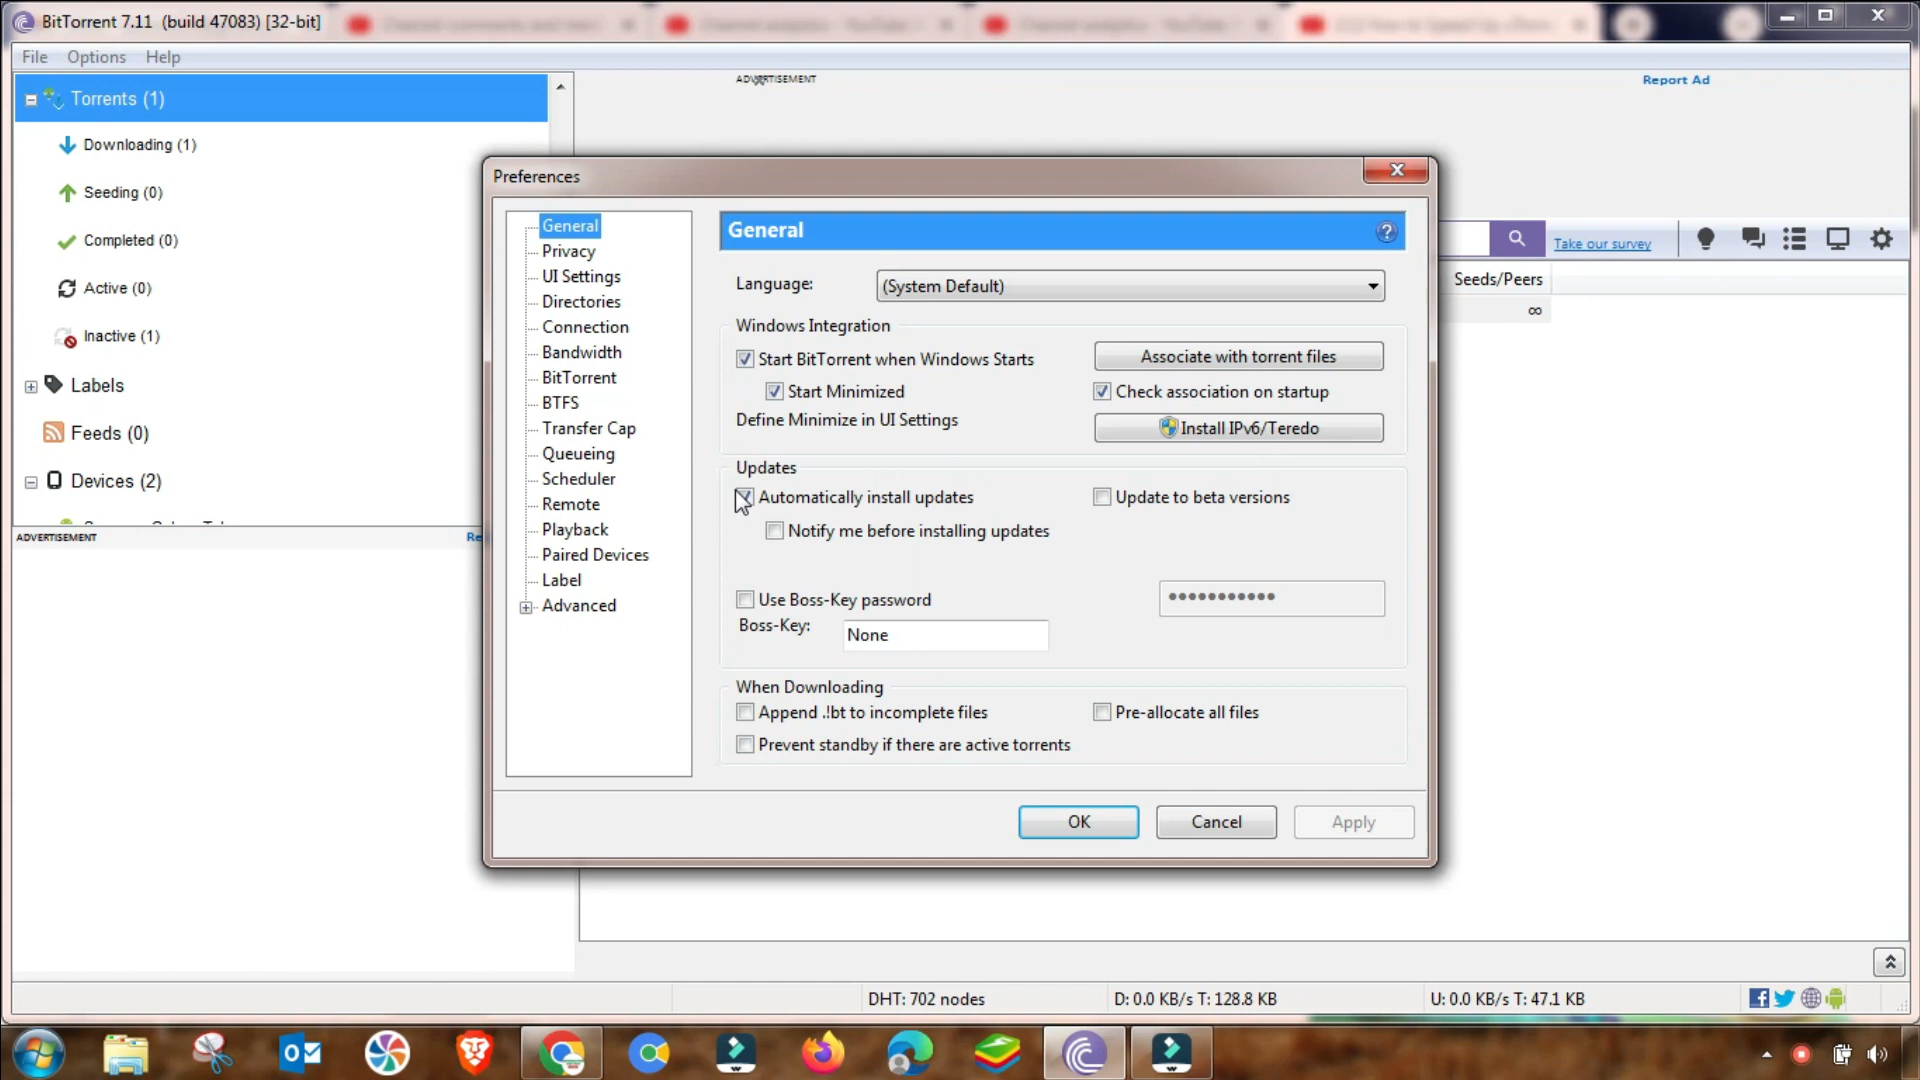 BitTorrent 7.11 (build 47083) [32-bit]
File Options Help
Torrents (1)
Downloading (1)
Seeding (0)
Completed (0)
Active (0)
Inactive (1)
Labels
Feeds (0)
Devices (2)
ADVERTISEMENT
ADVERTISEMENT Report Ad
Take our survey
Seeds/Peers
∞
Preferences
General
Privacy
UI Settings
Directories
Connection
Bandwidth
BitTorrent
BTFS
Transfer Cap
Queueing
Scheduler
Remote
Playback
Paired Devices
Label
Advanced
General
Language: (System Default)
Windows Integration
Start BitTorrent when Windows Starts Associate with torrent files
Start Minimized Check association on startup
Define Minimize in UI Settings Install IPv6/Teredo
Updates
Automatically install updates Update to beta versions
Notify me before installing updates
Use Boss-Key password
Boss-Key: None
When Downloading
Append .!bt to incomplete files Pre-allocate all files
Prevent standby if there are active torrents
OK Cancel Apply
DHT: 702 nodes D: 0.0 KB/s T: 128.8 KB U: 0.0 KB/s T: 47.1 KB